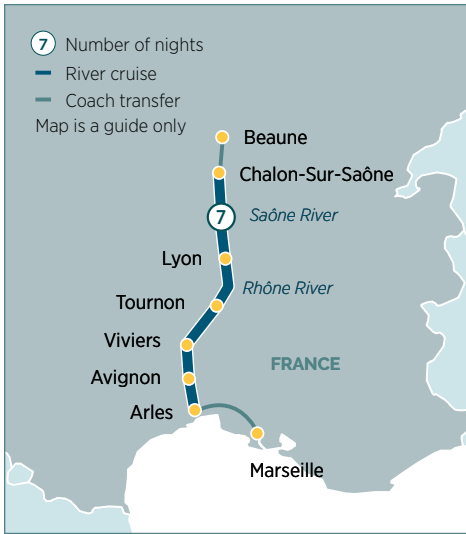 7 Number of nights
River cruise
Coach transfer
Map is a guide only
Beaune
Chalon-Sur-Saône
7 Saône River
Lyon
Rhône River
Tournon
Viviers
FRANCE
Avignon
Arles
Marseille